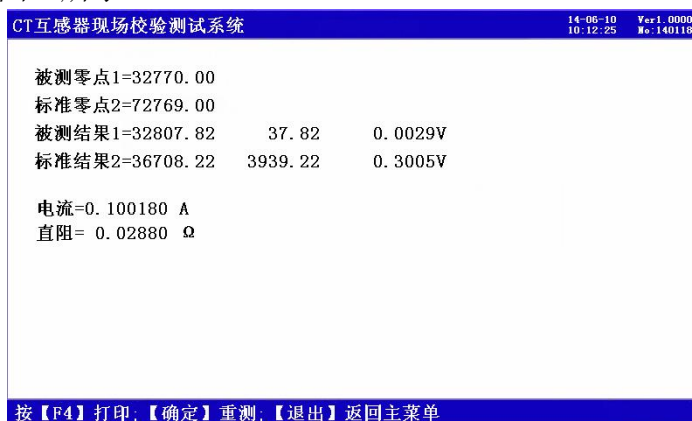 CT互感器现场校验测试系统
14-06-10 Ver1.0000
10:12:25 No:140118
被测零点1=32770.00
标准零点2=72769.00
被测结果1=32807.82 37.82 0.0029V
标准结果2=36708.22 3939.22 0.3005V
电流=0.100180 A
直阻= 0.02880 Ω
按【F4】打印;【确定】重测;【退出】返回主菜单